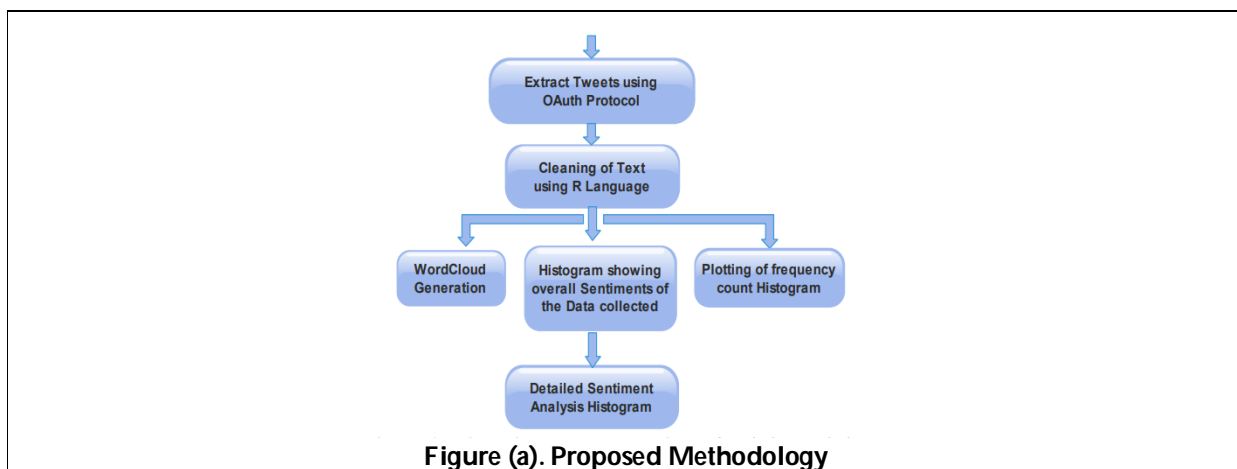 Extract Tweets using
OAuth Protocol
Cleaning of Text
using R Language
WordCloud
Generation
Histogram showing
overall Sentiments of
the Data collected
Plotting of frequency
count Histogram
Detailed Sentiment
Analysis Histogram
Figure (a). Proposed Methodology